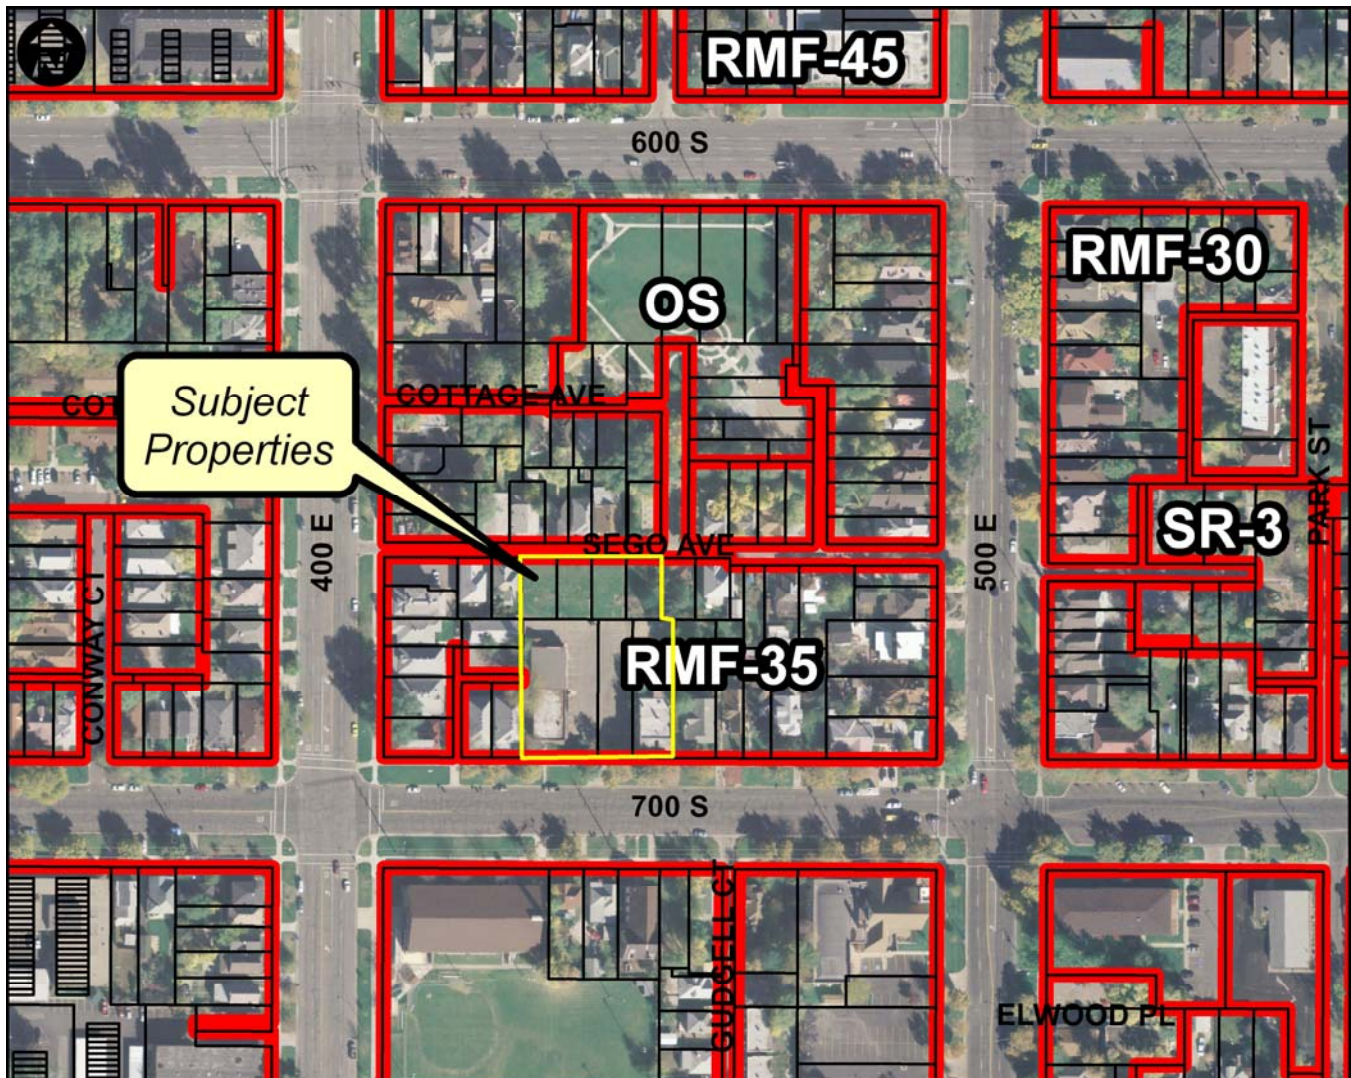 N
RMF-45
600 S
RMF-30
OS
Subject
Properties
COTTAGE AVE
COT
PARK ST
SR-3
SEGO AVE
400 E
500 E
CONWAY CT
RMF-35
700 S
GUDGELL CT
ELWOOD PL